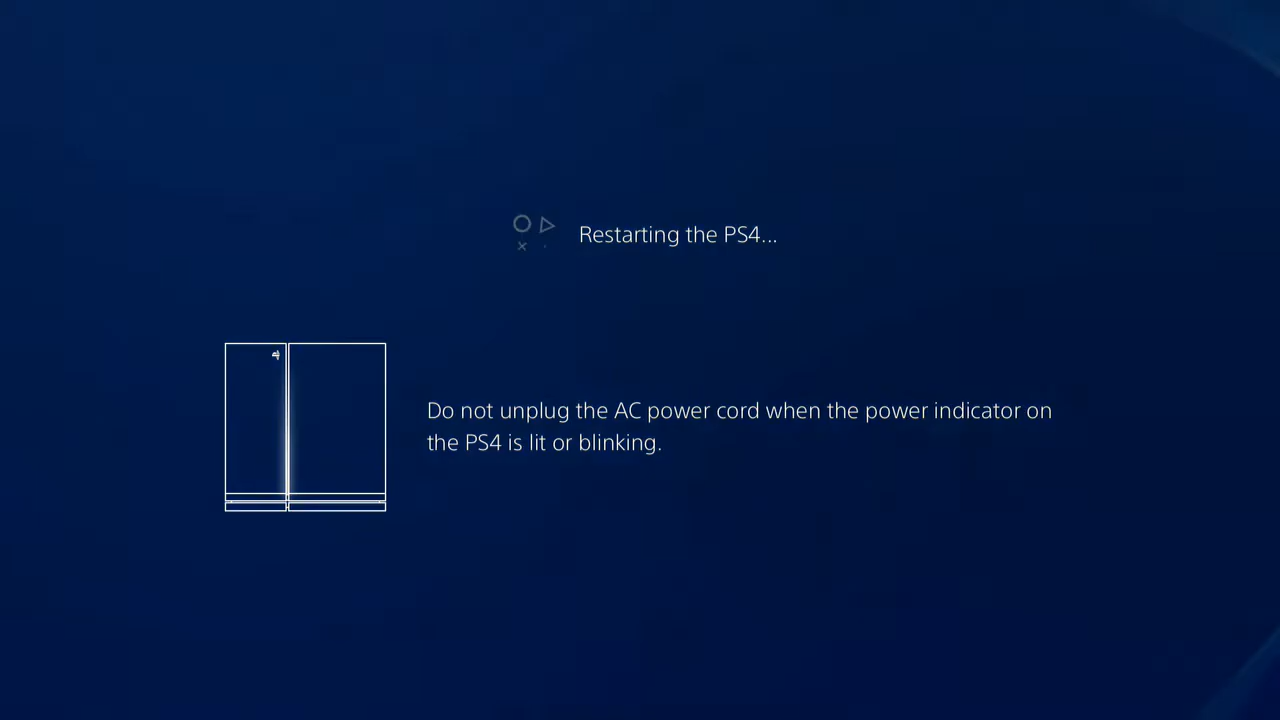 Restarting the PS4...
Do not unplug the AC power cord when the power indicator on
the PS4 is lit or blinking.